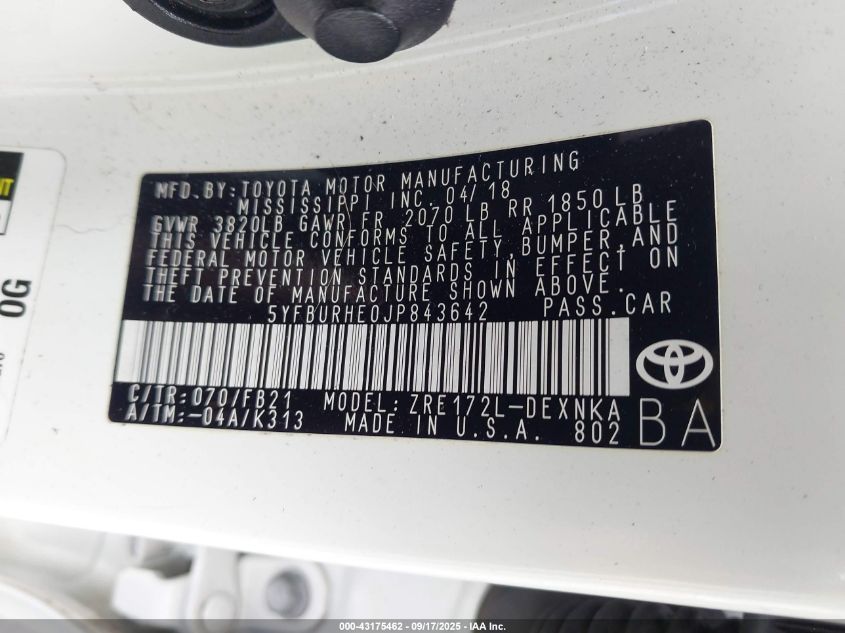 MFD. BY: TOYOTA MOTOR MANUFACTURING
MISSISSIPPI INC. 04/18
GVWR 3820LB GAWR FR 2070 LB RR 1850 LB
THIS VEHICLE CONFORMS TO ALL APPLICABLE
FEDERAL MOTOR VEHICLE SAFETY, BUMPER, AND
THEFT PREVENTION STANDARDS IN EFFECT ON
THE DATE OF MANUFACTURE SHOWN ABOVE.
5YFBURHE0JP843642 PASS. CAR
C/TR: 070/FB21 MODEL: ZRE172L-DEXNKA
A/TM: -04A/K313 MADE IN U.S.A. 802
BA
OG
000-43175462 - 09/17/2025 - IAA Inc.